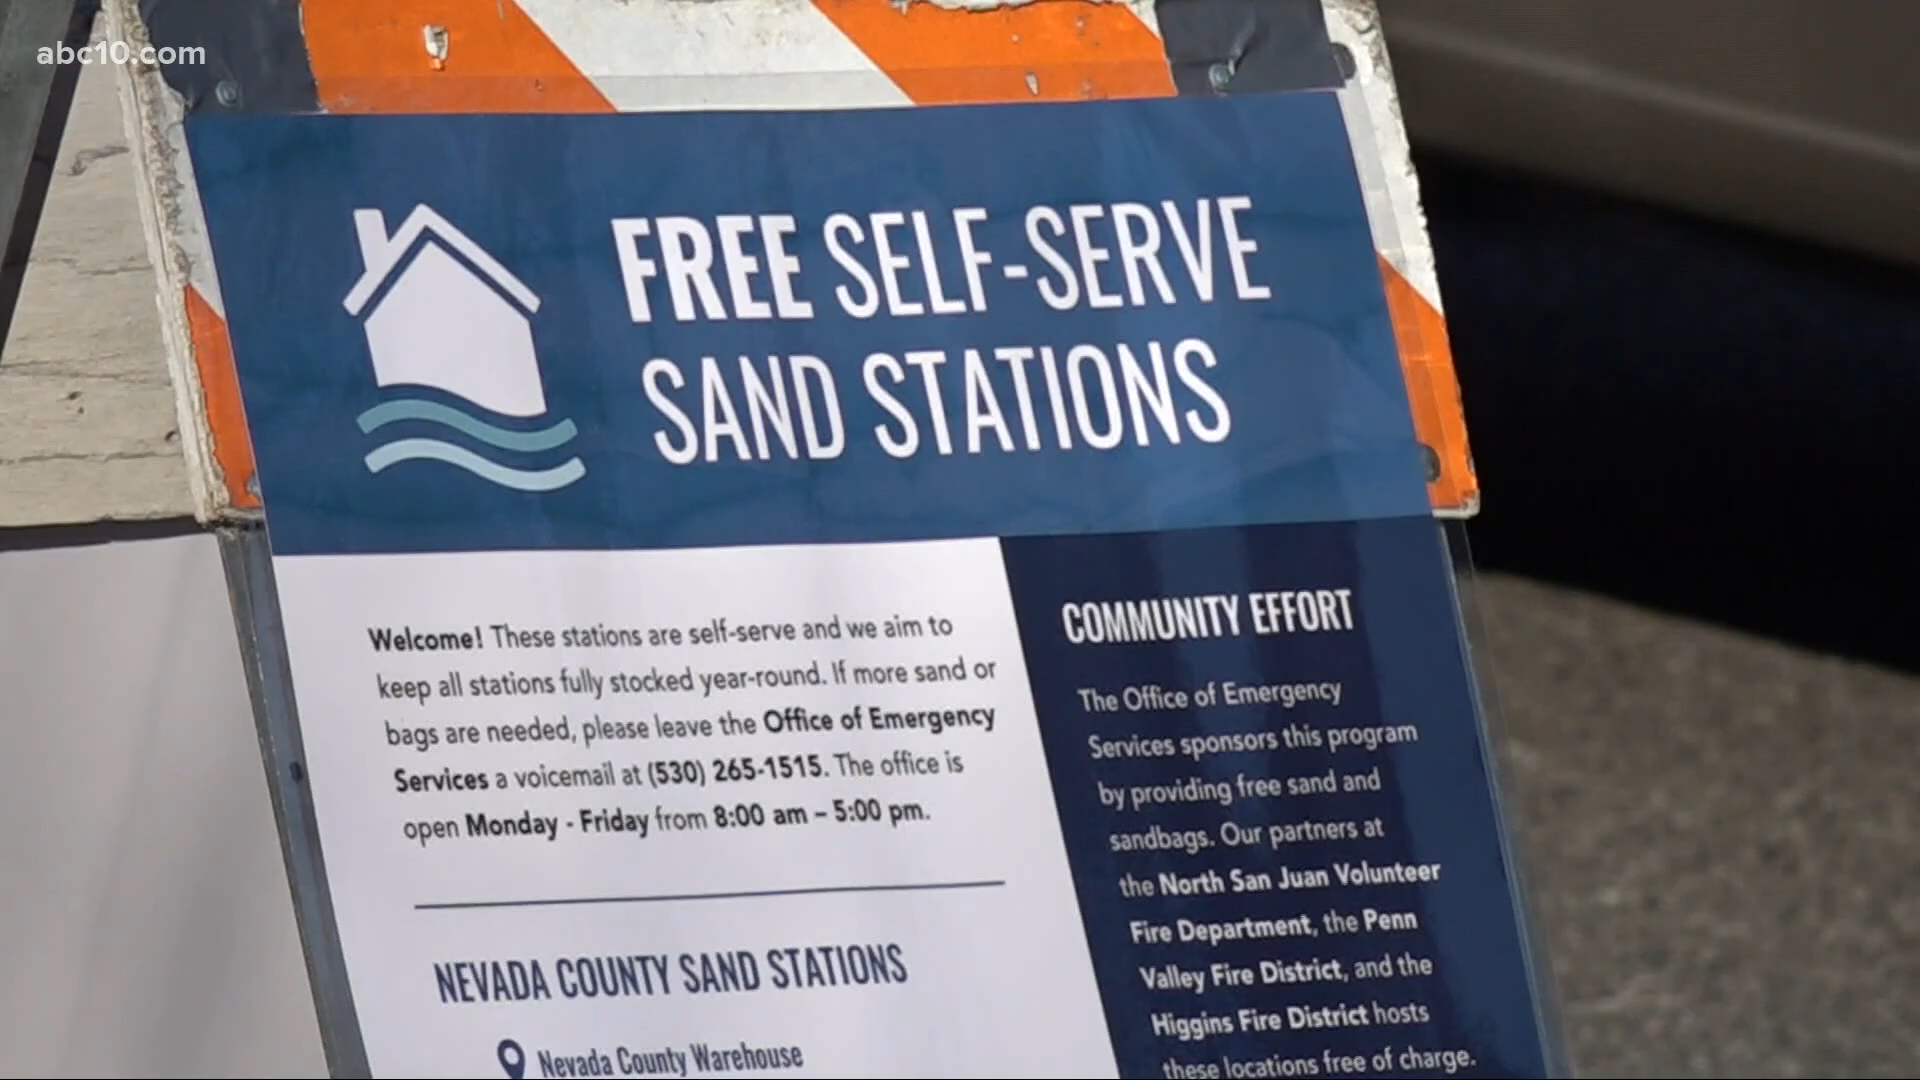 abc10.com
FREE SELF-SERVE
SAND STATIONS
Welcome! These stations are self-serve and we aim to
keep all stations fully stocked year-round. If more sand or
bags are needed, please leave the Office of Emergency
Services a voicemail at (530) 265-1515. The office is
open Monday - Friday from 8:00 am – 5:00 pm.
NEVADA COUNTY SAND STATIONS
Nevada County Warehouse
COMMUNITY EFFORT
The Office of Emergency
Services sponsors this program
by providing free sand and
sandbags. Our partners at
the North San Juan Volunteer
Fire Department, the Penn
Valley Fire District, and the
Higgins Fire District hosts
these locations free of charge.